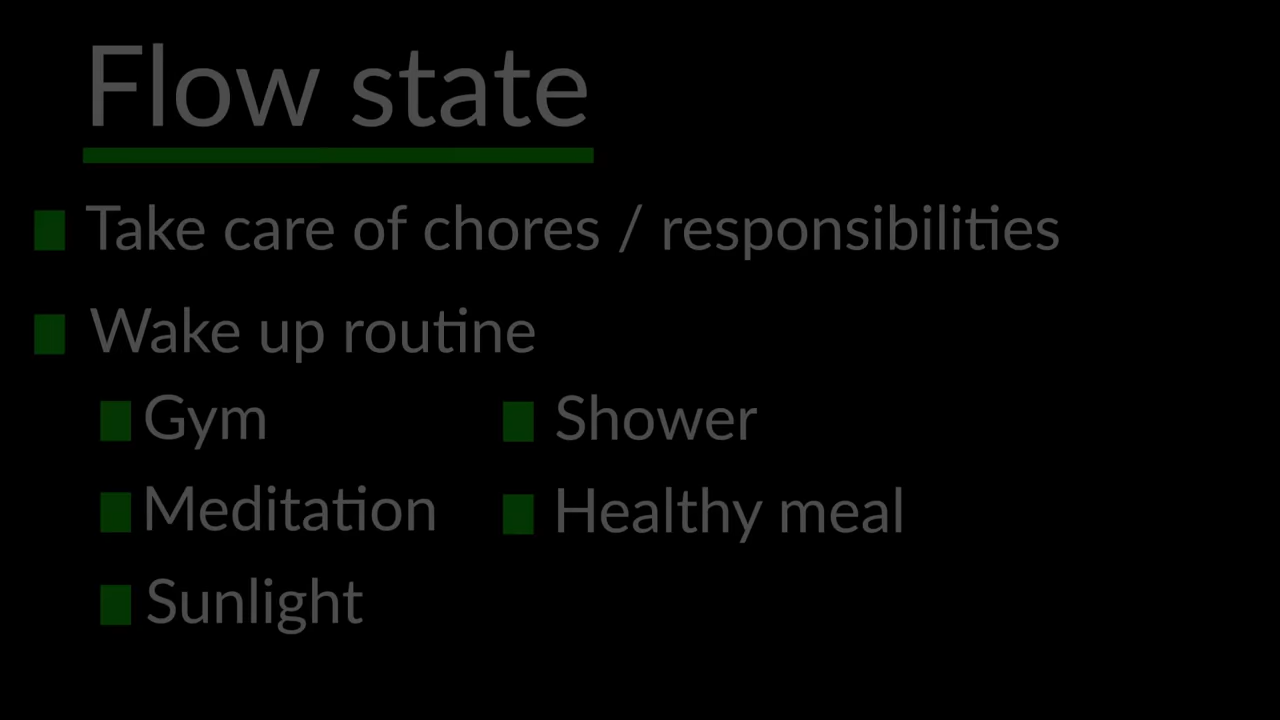 Flow state
Take care of chores / responsibilities
Wake up routine
Gym
Meditation
Sunlight
Shower
Healthy meal